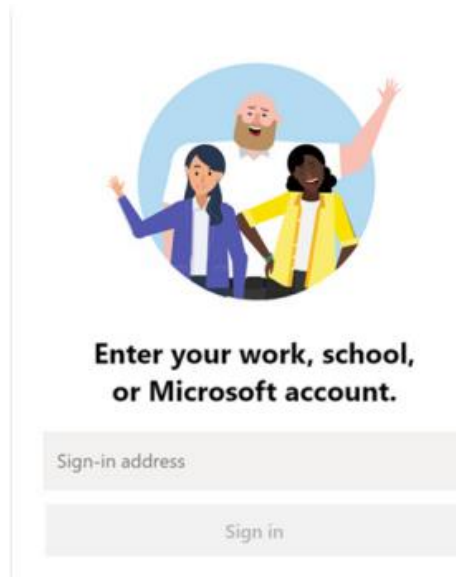 Enter your work, school,
or Microsoft account.
Sign-in address
Sign in